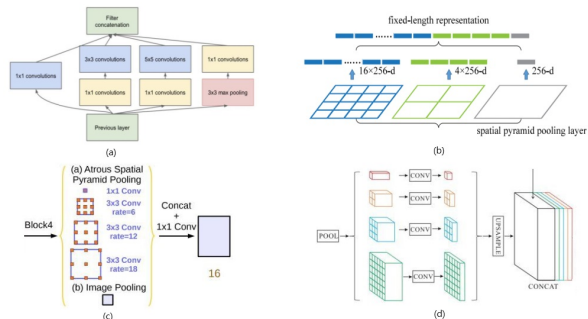 Filter
concatenation
3x3 convolutions
5x5 convolutions
1x1 convolutions
1x1 convolutions
1x1 convolutions
1x1 convolutions
3x3 max pooling
Previous layer
(a)
fixed-length representation
16×256-d
4×256-d
256-d
spatial pyramid pooling layer
(b)
(a) Atrous Spatial
Pyramid Pooling
1x1 Conv
3x3 Conv
rate=6
3x3 Conv
rate=12
3x3 Conv
rate=18
(b) Image Pooling
Block4
Concat
+
1x1 Conv
16
(c)
POOL
CONV
CONV
CONV
CONV
UPSAMPLE
CONCAT
(d)